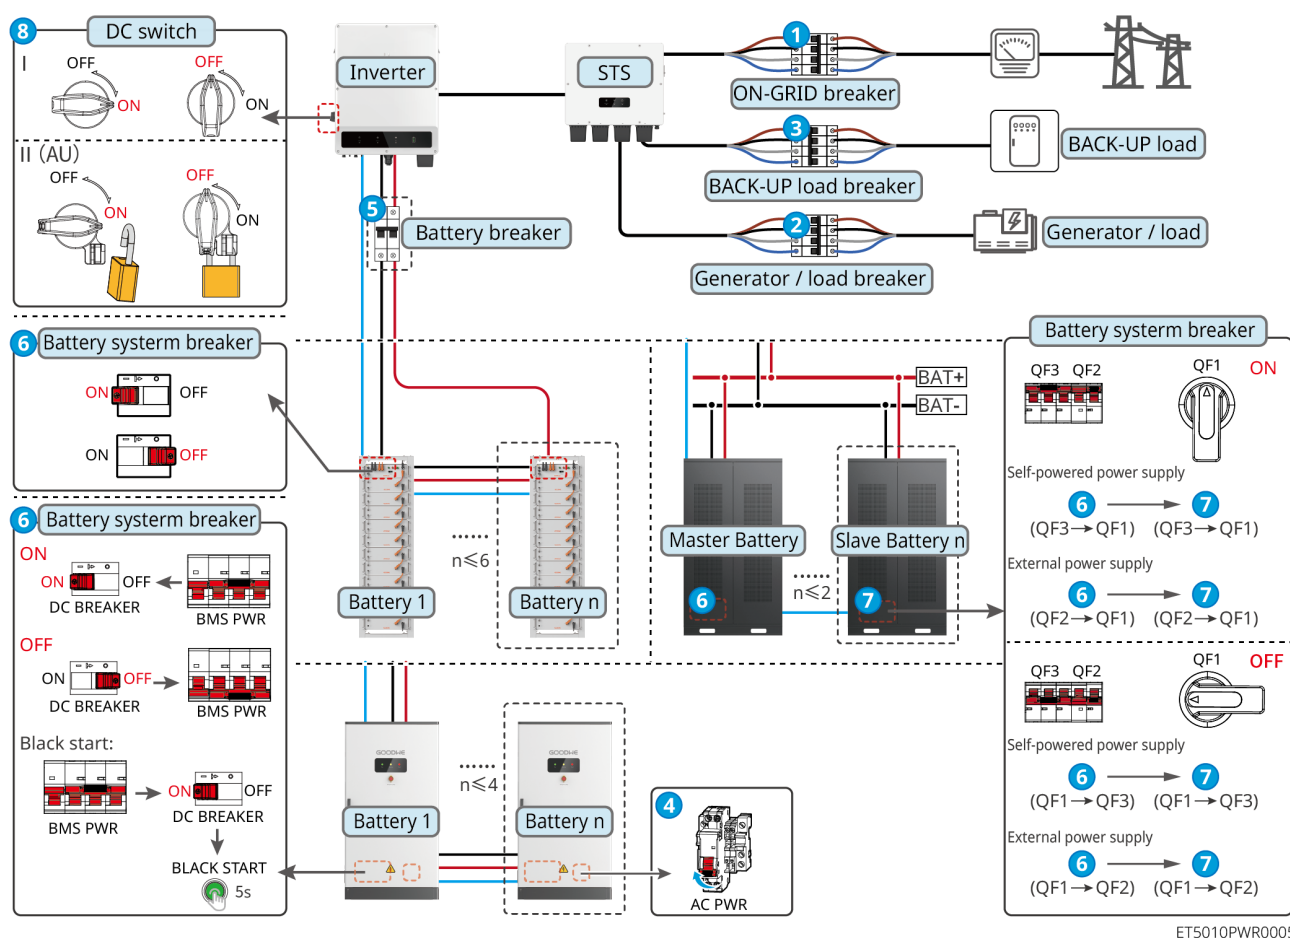 8
DC switch
I
OFF
ON
OFF
ON
II (AU)
OFF
ON
OFF
ON
Inverter
STS
1
ON-GRID breaker
3
BACK-UP load breaker
BACK-UP load
2
Generator / load breaker
Generator / load
5
Battery breaker
6
Battery systerm breaker
ON
OFF
ON
OFF
Battery 1
n≤6
Battery n
BAT+
BAT-
Master Battery
Slave Battery n
n≤2
6
7
6
Battery systerm breaker
ON
ON
OFF
DC BREAKER
BMS PWR
OFF
ON
OFF
DC BREAKER
BMS PWR
Black start:
BMS PWR
ON
OFF
DC BREAKER
BLACK START
5s
GOODWE
Battery 1
n≤4
GOODWE
Battery n
4
AC PWR
Battery systerm breaker
QF3 QF2
QF1
ON
Self-powered power supply
6 → 7
(QF3→QF1) (QF3→QF1)
External power supply
6 → 7
(QF2→QF1) (QF2→QF1)
QF3 QF2
QF1
OFF
Self-powered power supply
6 → 7
(QF1→QF3) (QF1→QF3)
External power supply
6 → 7
(QF1→QF2) (QF1→QF2)
ET5010PWR0005